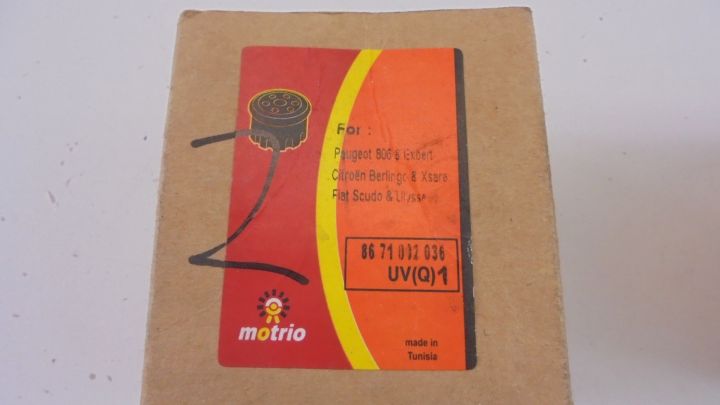 2
For :
Peugeot 806 & Expert
Citroën Berlingo & Xsara
Fiat Scudo & Ulysse
86 71 002 036
UV(Q)1
motrio
made in
Tunisia